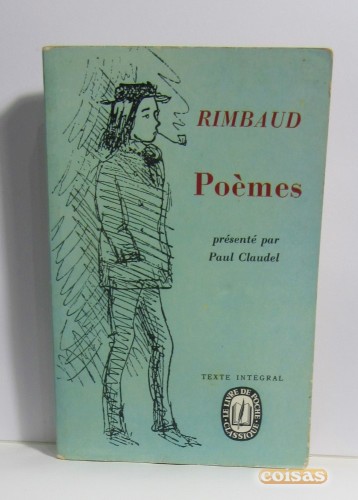 RIMBAUD
Poèmes
présenté par
Paul Claudel
TEXTE INTÉGRAL
LE LIVRE DE POCHE
CLASSIQUE
coisas